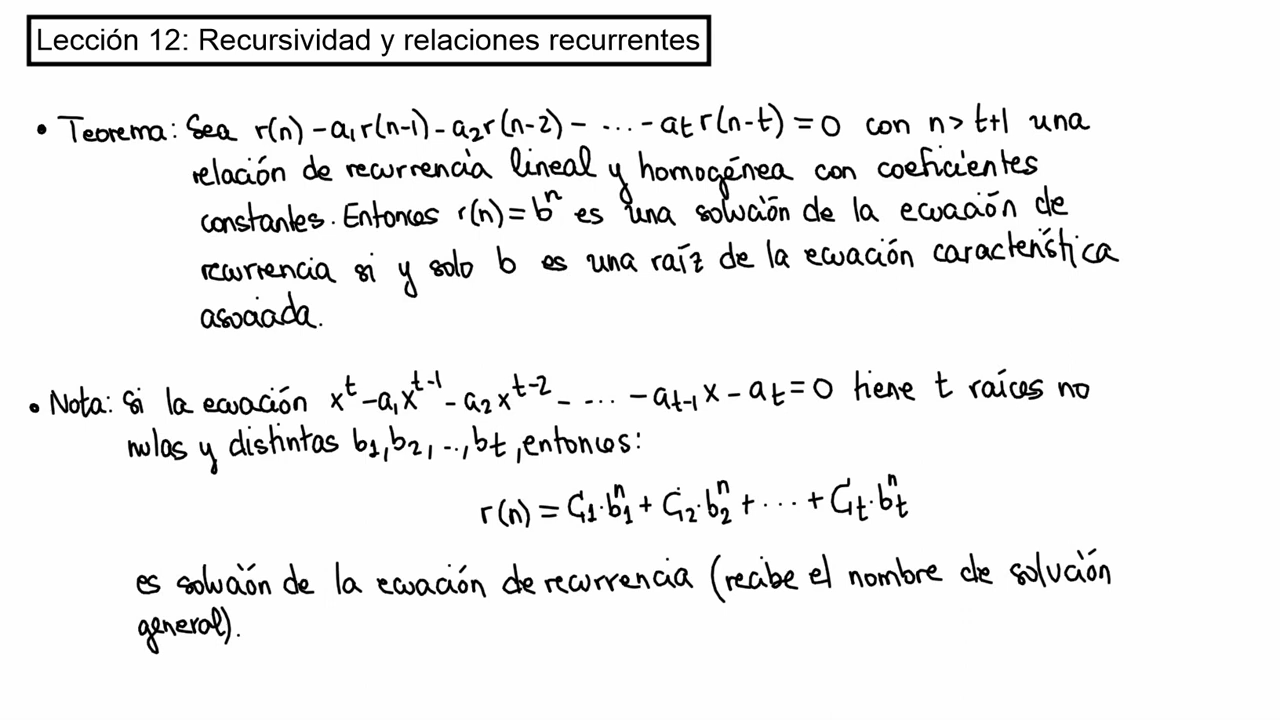 Lección 12: Recursividad y relaciones recurrentes
• Teorema: Sea r(n) - a₁r(n-1) - a₂r(n-2) - ... - aₜr(n-t) = 0 con n > t+1 una
relación de recurrencia lineal y homogénea con coeficientes
constantes. Entonces r(n) = bⁿ es una solución de la ecuación de
recurrencia si y solo b es una raíz de la ecuación característica
asociada.
• Nota: Si la ecuación xᵗ - a₁xᵗ⁻¹ - a₂xᵗ⁻² - ... - aₜ₋₁x - aₜ = 0 tiene t raíces no
nulas y distintas b₁, b₂, ..., bₜ, entonces:
r(n) = C₁·b₁ⁿ + C₂·b₂ⁿ + ... + Cₜ·bₜⁿ
es solución de la ecuación de recurrencia (recibe el nombre de solución
general).